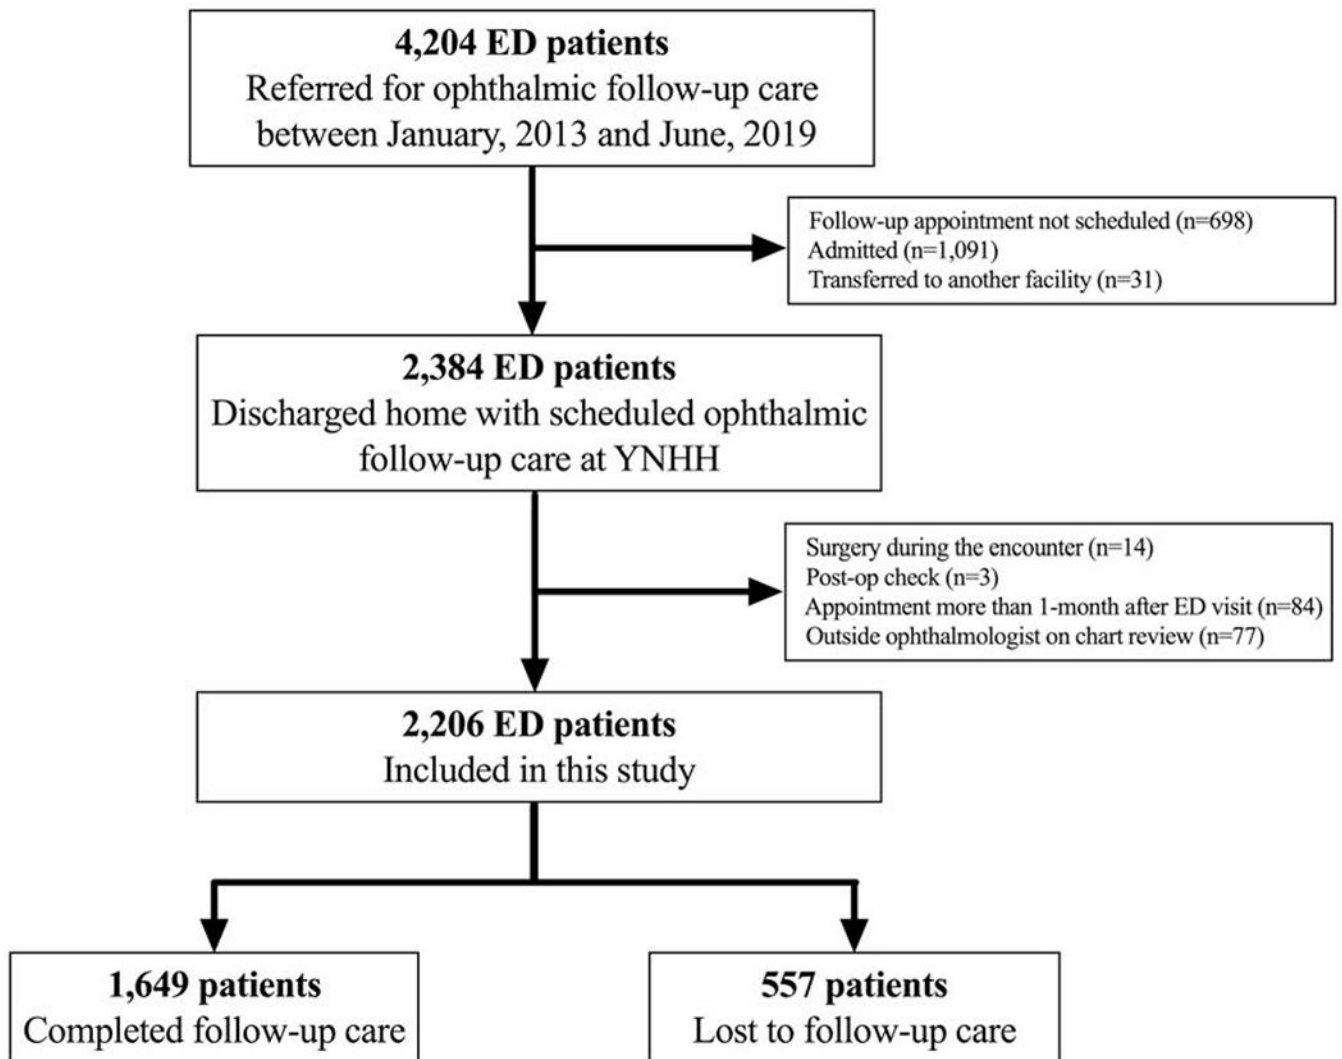 4,204 ED patients
Referred for ophthalmic follow-up care
between January, 2013 and June, 2019
Follow-up appointment not scheduled (n=698)
Admitted (n=1,091)
Transferred to another facility (n=31)
2,384 ED patients
Discharged home with scheduled ophthalmic
follow-up care at YNHH
Surgery during the encounter (n=14)
Post-op check (n=3)
Appointment more than 1-month after ED visit (n=84)
Outside ophthalmologist on chart review (n=77)
2,206 ED patients
Included in this study
1,649 patients
Completed follow-up care
557 patients
Lost to follow-up care